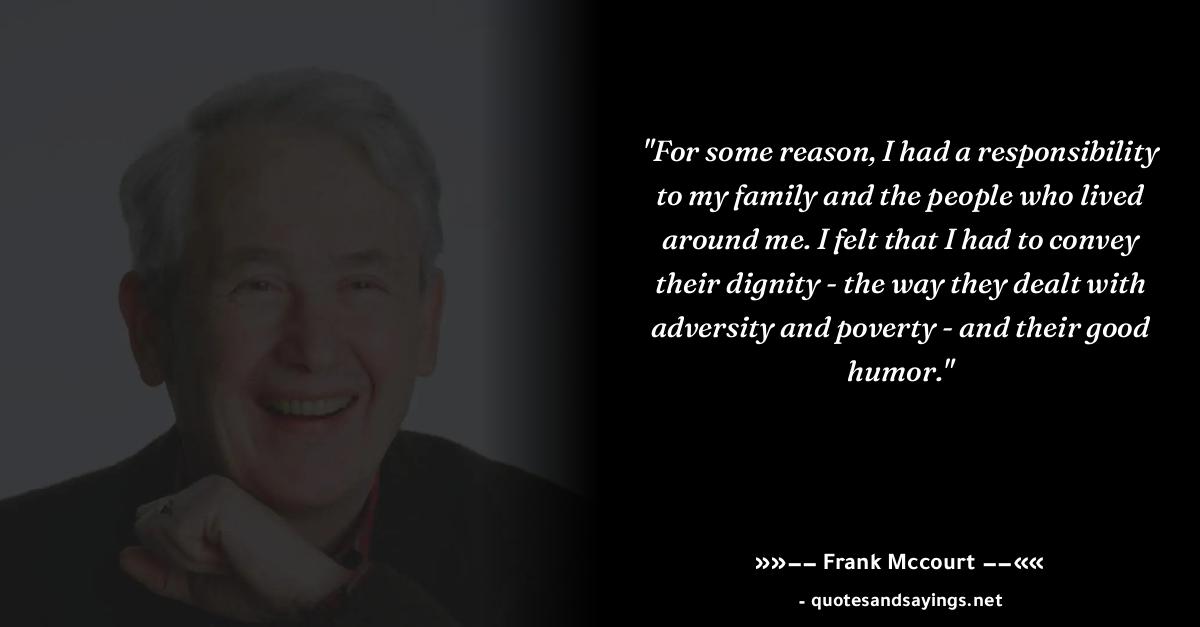 "For some reason, I had a responsibility
to my family and the people who lived
around me. I felt that I had to convey
their dignity - the way they dealt with
adversity and poverty - and their good
humor."
»»–– Frank Mccourt ––««
- quotesandsayings.net